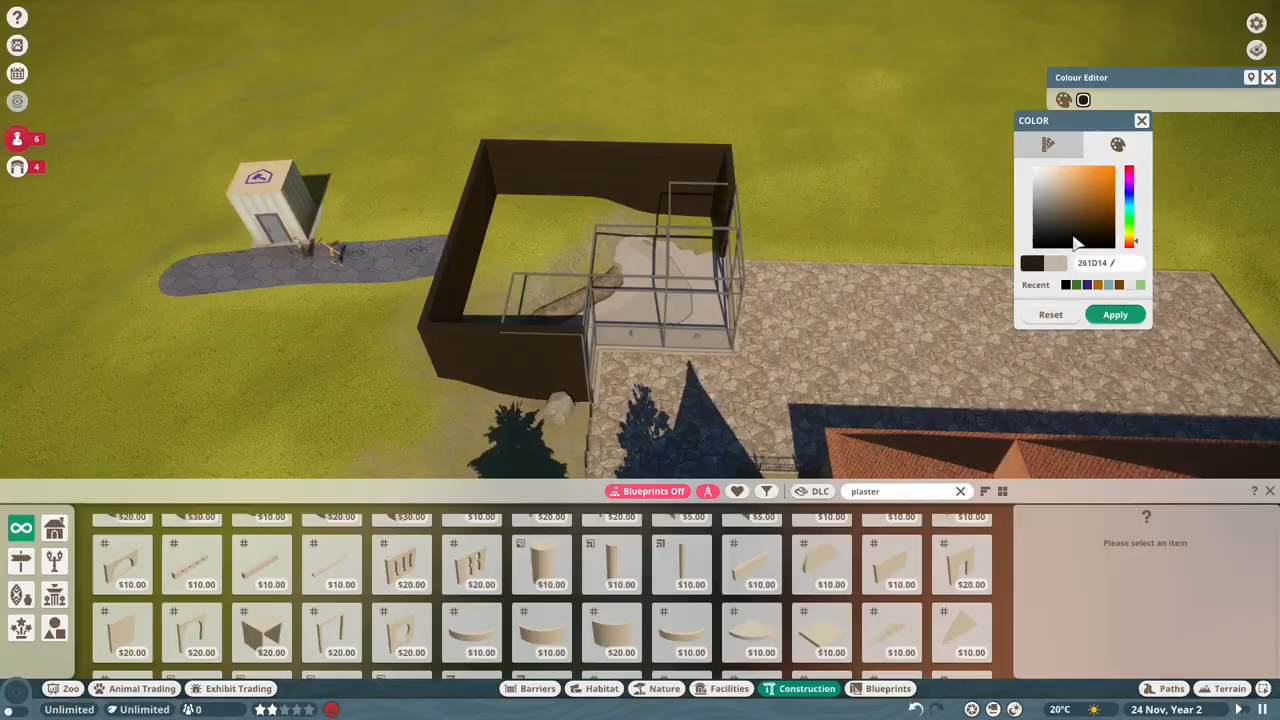 ?
Colour Editor
COLOR
6
4
261D14
Recent
Reset
Apply
Blueprints Off
DLC
plaster
?
$20.00 $30.00 $10.00 $20.00 $30.00 $10.00 $20.00 $20.00 $5.00 $5.00 $10.00 $10.00 $10.00
?
Please select an item
$10.00 $10.00 $10.00 $10.00 $20.00 $20.00 $10.00 $10.00 $10.00 $10.00 $10.00 $10.00 $20.00
$20.00 $20.00 $20.00 $20.00 $20.00 $10.00 $10.00 $20.00 $10.00 $10.00 $10.00 $10.00 $10.00
Zoo Animal Trading Exhibit Trading Barriers Habitat Nature Facilities Construction Blueprints Paths Terrain
Unlimited Unlimited 0 20°C 24 Nov, Year 2